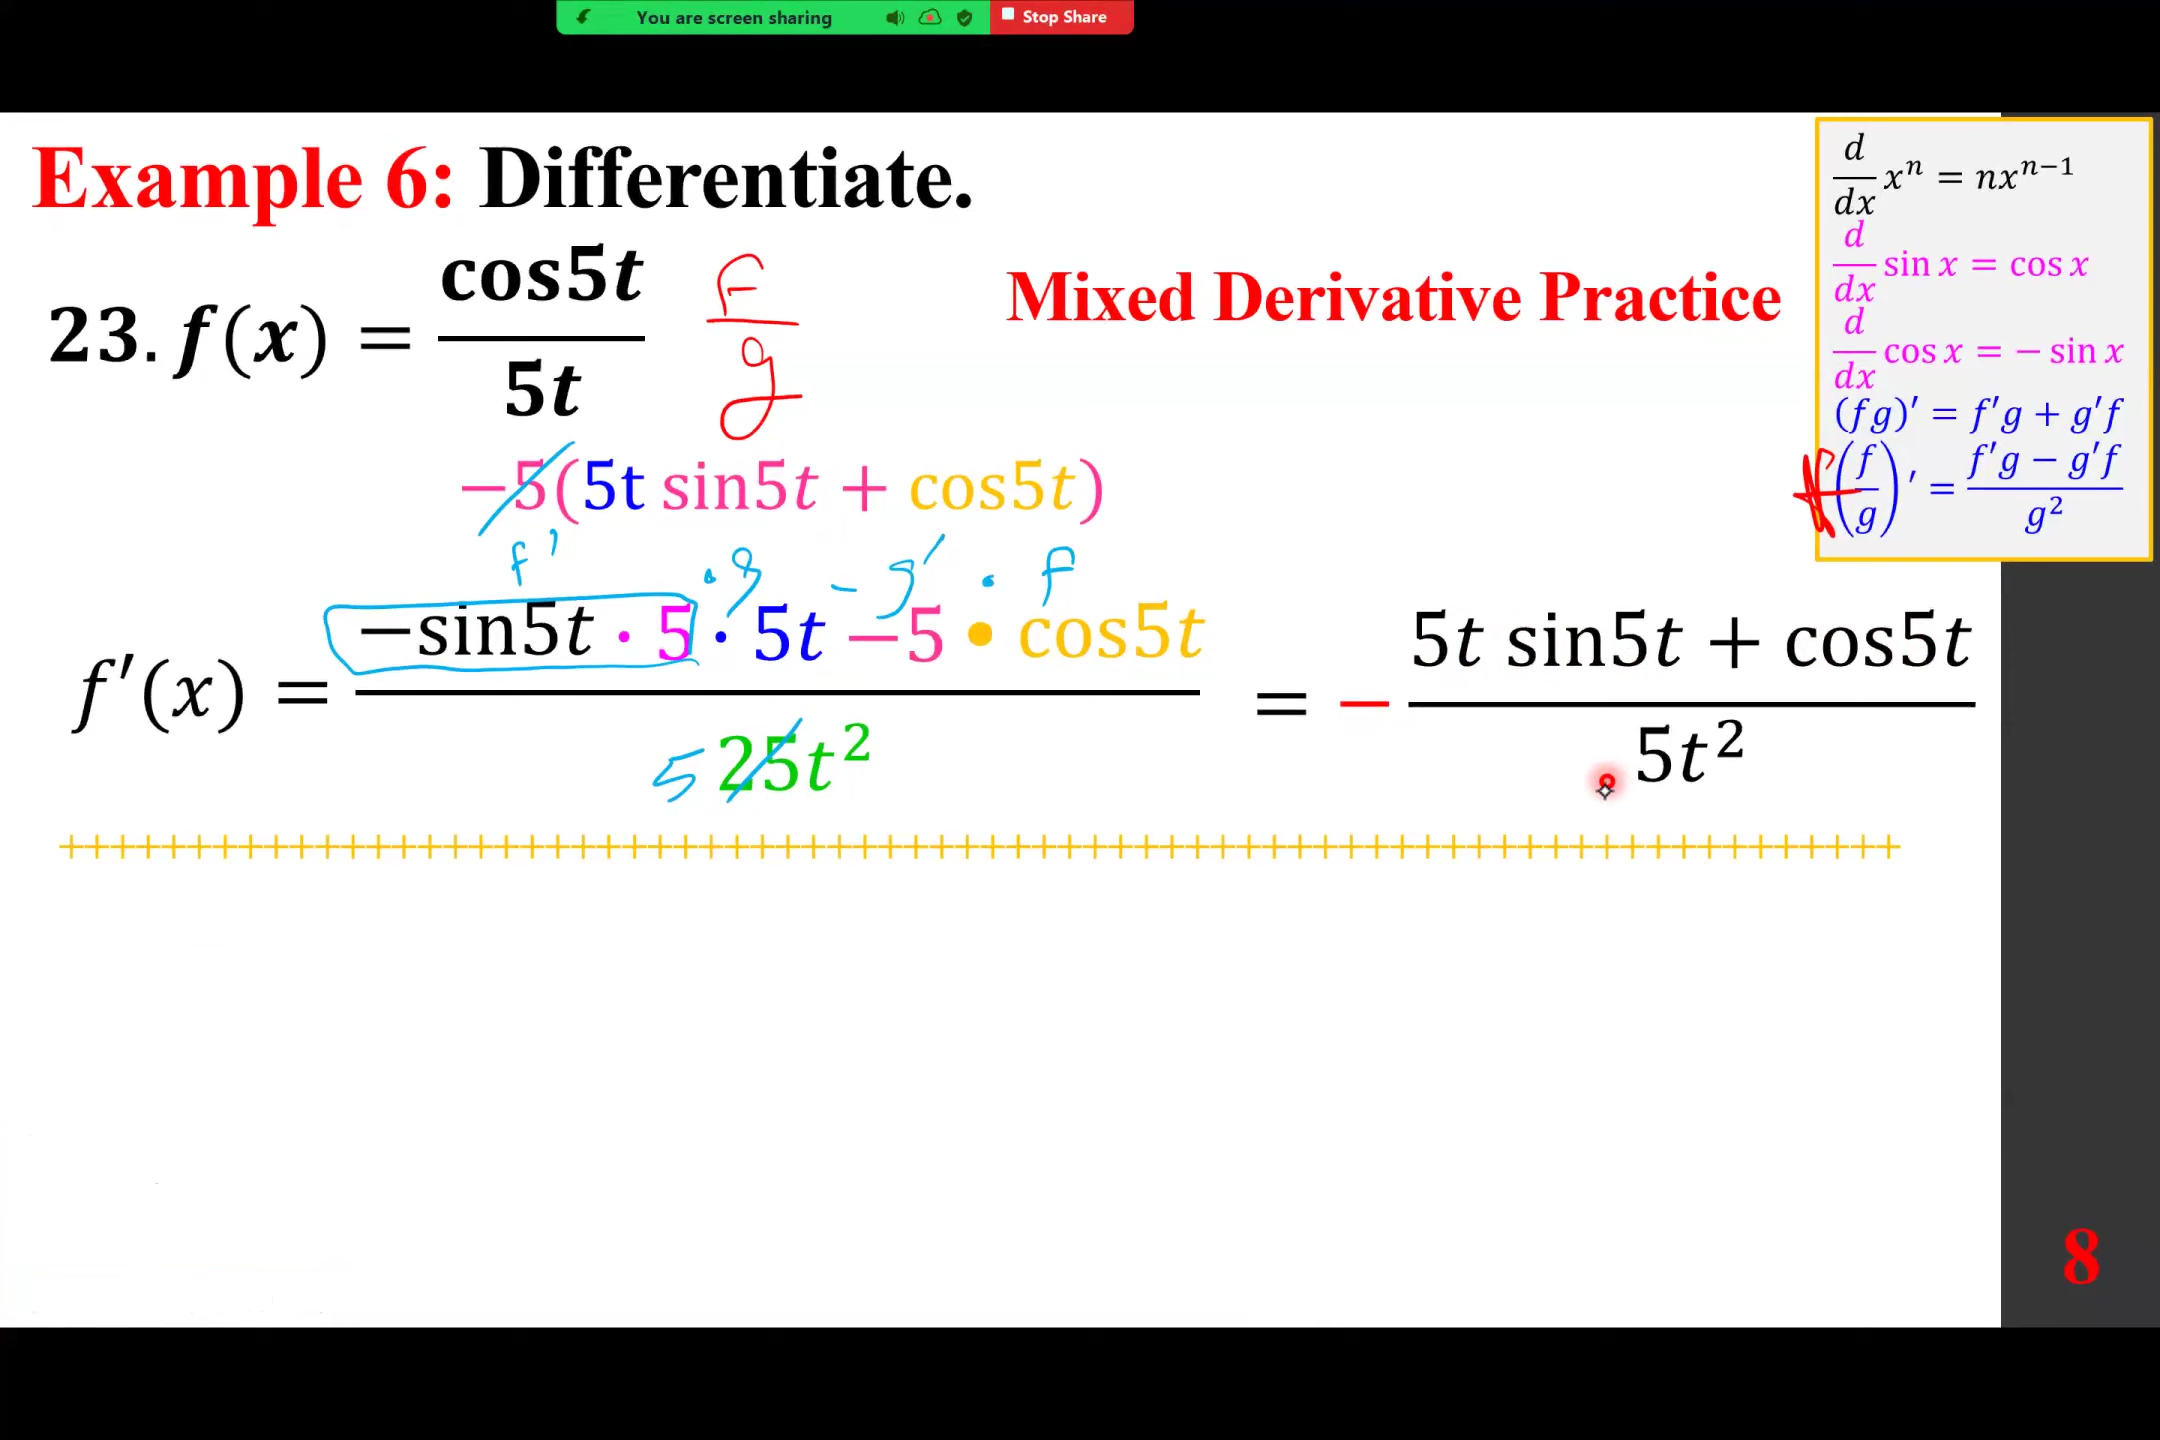 You are screen sharing Stop Share
Example 6: Differentiate.
23. f(x) = cos5t / 5t
f / g
Mixed Derivative Practice
d/dx xⁿ = nxⁿ⁻¹
d/dx sin x = cos x
d/dx cos x = − sin x
(fg)′ = f′g + g′f
(f/g)′ = (f′g − g′f) / g²
−5(5t sin5t + cos5t)
f′ · g − g′ · f
f′(x) = (−sin5t · 5 · 5t −5 • cos5t) / 25t² = − (5t sin5t + cos5t) / 5t²
5
8